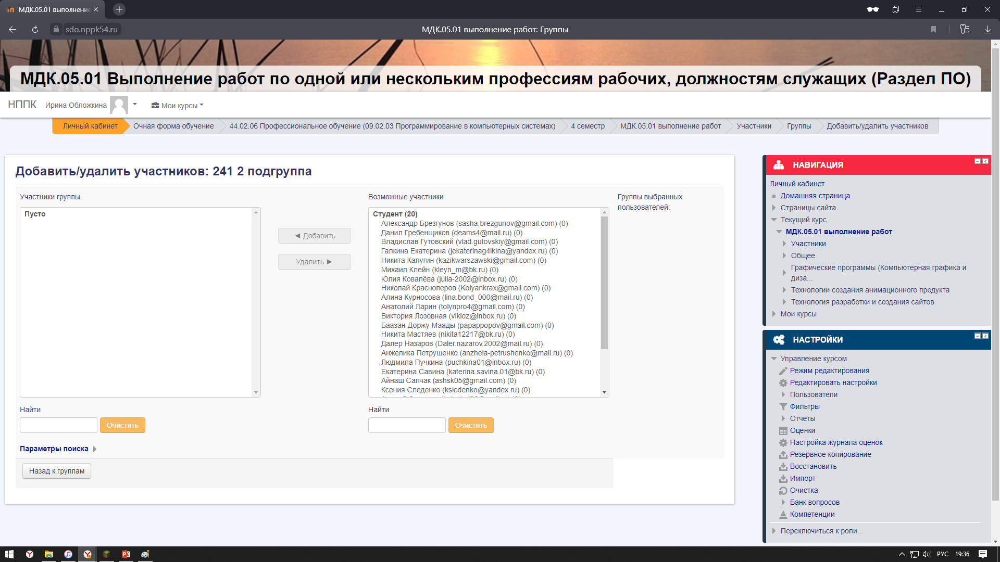 МДК.05.01 выполнение
sdo.nppk54.ru
МДК.05.01 выполнение работ: Группы
МДК.05.01 Выполнение работ по одной или нескольким профессиям рабочих, должностям служащих (Раздел ПО)
НППК Ирина Обложкина Мои курсы
Личный кабинет Очная форма обучение 44.02.06 Профессиональное обучение (09.02.03 Программирование в компьютерных системах) 4 семестр МДК.05.01 выполнение работ Участники Группы Добавить/удалить участников
Добавить/удалить участников: 241 2 подгруппа
Участники группы
Пусто
◄ Добавить
Удалить ►
Возможные участники
Студент (20)
Александр Брезгунов (sasha.brezgunov@gmail.com) (0)
Данил Гребенщиков (deams4@mail.ru) (0)
Владислав Гутовский (vlad.gutovskiy@gmail.com) (0)
Галкина Екатерина (jekaterinag4lkina@yandex.ru) (0)
Никита Калугин (kazikwarszawski@gmail.com) (0)
Михаил Клейн (kleyn_m@bk.ru) (0)
Юлия Ковалёва (julia-2002@inbox.ru) (0)
Николай Красноперов (Kolyankrax@gmail.com) (0)
Алина Курносова (lina.bond_000@mail.ru) (0)
Анатолий Ларин (tolynpro4@gmail.com) (0)
Виктория Лозовная (vikloz@inbox.ru) (0)
Баазан-Доржу Маады (papappopov@gmail.com) (0)
Никита Мастяев (nikita12217@bk.ru) (0)
Далер Назаров (Daler.nazarov.2002@mail.ru) (0)
Анжелика Петрушенко (anzhela-petrushenko@mail.ru) (0)
Людмила Пучкина (puchkina01@inbox.ru) (0)
Екатерина Савина (katerina.savina.01@bk.ru) (0)
Айнаш Салчак (ashsk05@gmail.com) (0)
Ксения Следенко (ksledenko@yandex.ru) (0)
Группы выбранных
пользователей:
Найти
Очистить
Найти
Очистить
Параметры поиска
Назад к группам
НАВИГАЦИЯ
Личный кабинет
Домашняя страница
Страницы сайта
Текущий курс
МДК.05.01 выполнение работ
Участники
Общее
Графические программы (Компьютерная графика и
диза...
Технологии создания анимационного продукта
Технология разработки и создания сайтов
Мои курсы
НАСТРОЙКИ
Управление курсом
Режим редактирования
Редактировать настройки
Пользователи
Фильтры
Отчеты
Оценки
Настройка журнала оценок
Резервное копирование
Восстановить
Импорт
Очистка
Банк вопросов
Компетенции
Переключиться к роли...
РУС 19:36